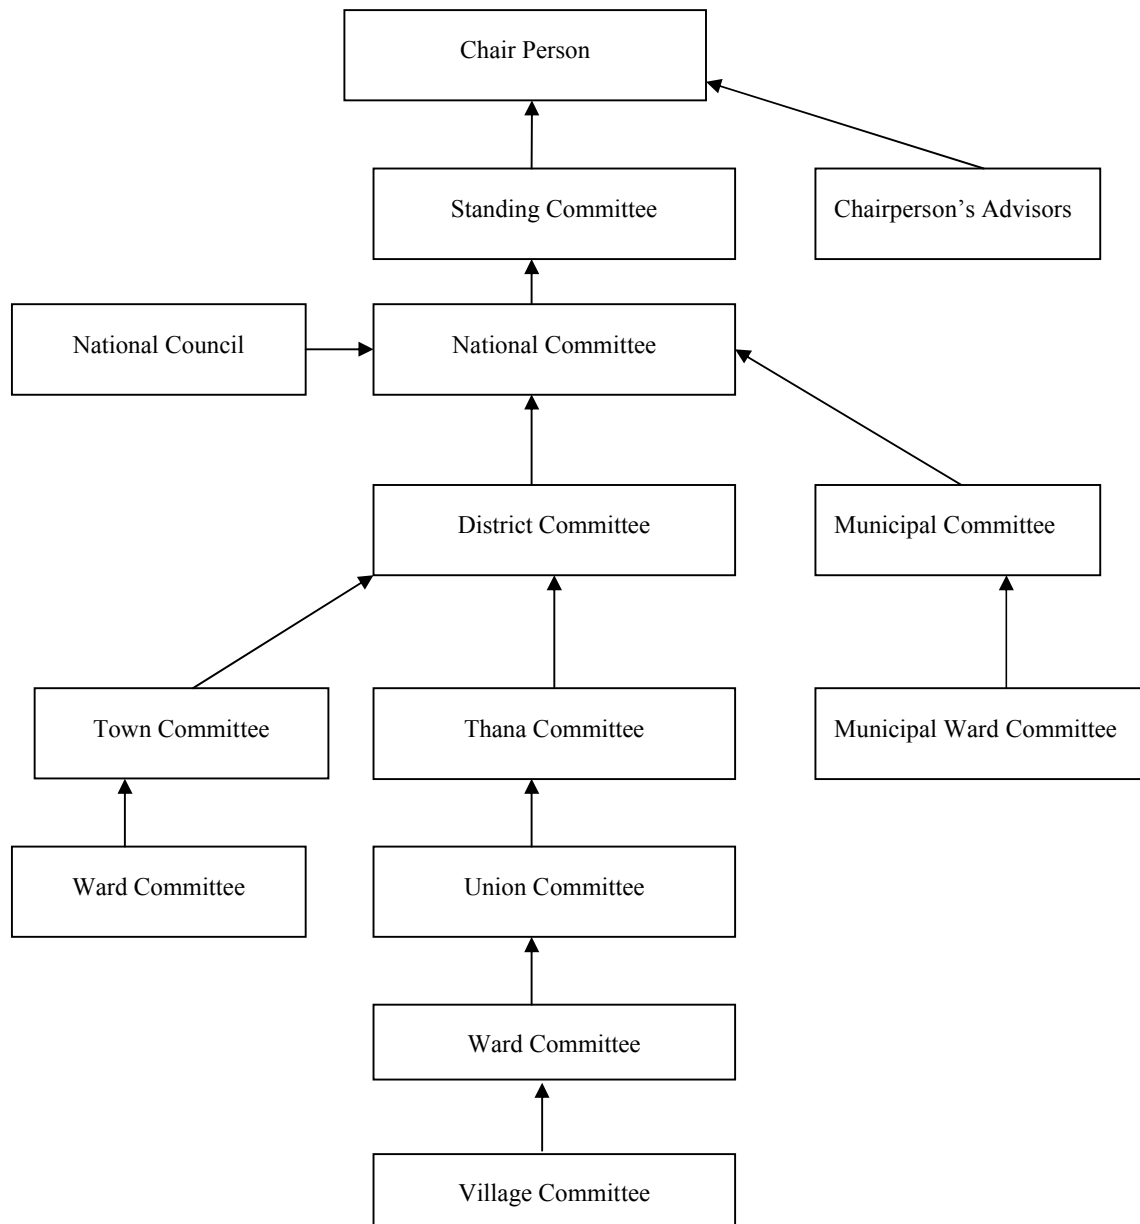 Chair Person
Standing Committee
Chairperson’s Advisors
National Council
National Committee
District Committee
Municipal Committee
Town Committee
Thana Committee
Municipal Ward Committee
Ward Committee
Union Committee
Ward Committee
Village Committee